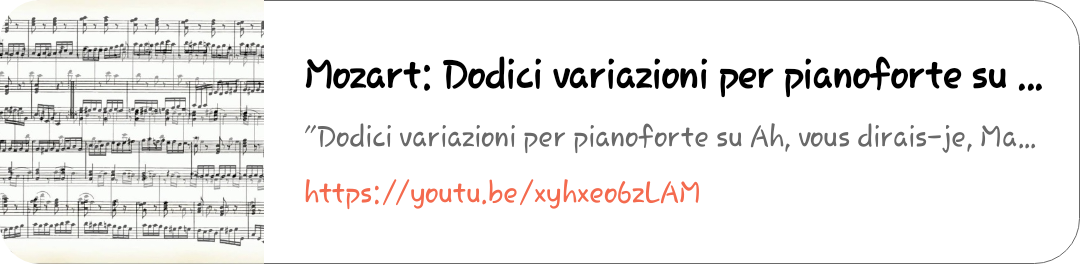 Mozart: Dodici variazioni per pianoforte su ...
"Dodici variazioni per pianoforte su Ah, vous dirais-je, Ma...
https://youtu.be/xyhxeo6zLAM